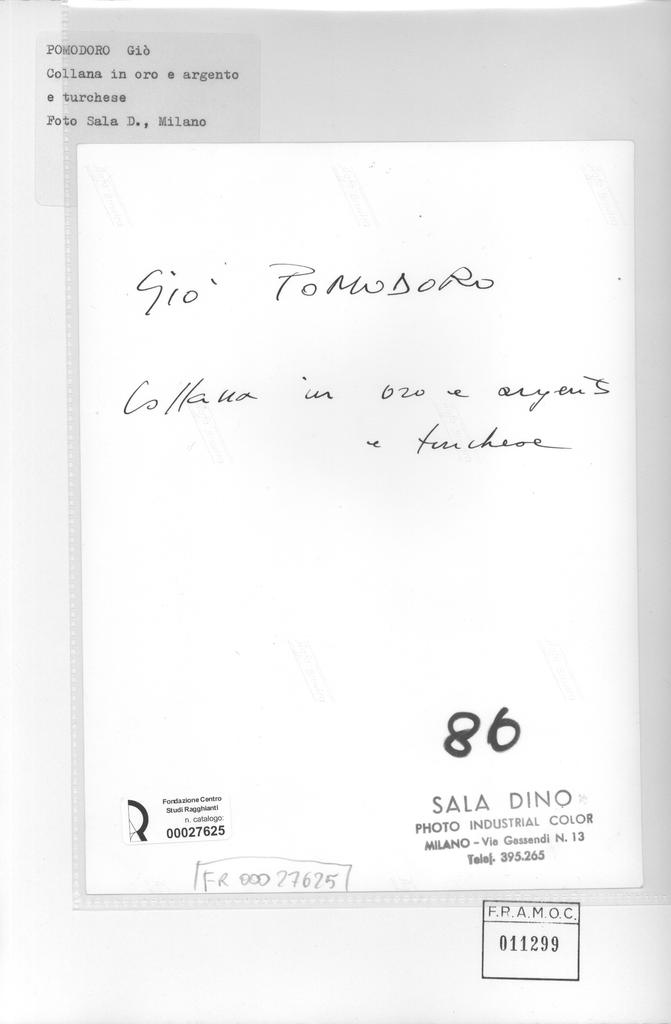 POMODORO Giò
Collana in oro e argento
e turchese
Foto Sala D., Milano
Giò POMODORO
Collana in oro e argento
e turchese
86
Fondazione Centro
Studi Ragghianti
n. catalogo:
00027625
SALA DINO
PHOTO INDUSTRIAL COLOR
MILANO - Via Gassendi N. 13
Telef. 395.265
FR 00027625
F.R.A.M.O.C.
011299